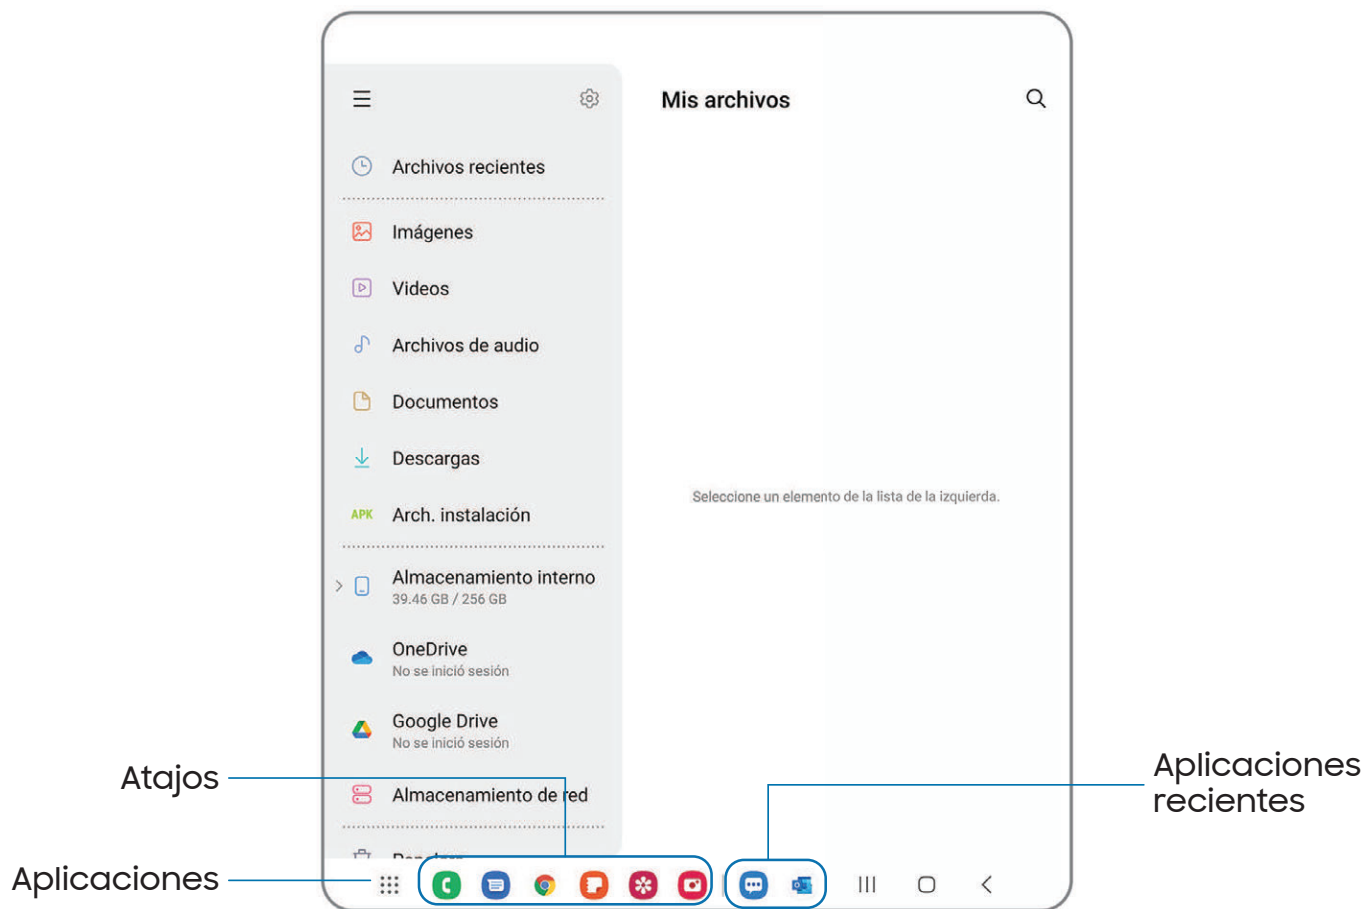 Mis archivos
Archivos recientes
Imágenes
Videos
Archivos de audio
Documentos
Descargas
APK Arch. instalación
Seleccione un elemento de la lista de la izquierda.
Almacenamiento interno
39.46 GB / 256 GB
OneDrive
No se inició sesión
Google Drive
No se inició sesión
Atajos
Almacenamiento de red
Aplicaciones
recientes
Aplicaciones